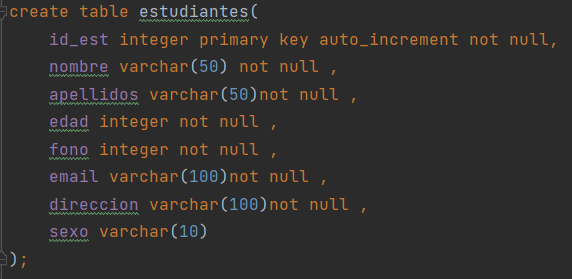 create table estudiantes(
id_est integer primary key auto_increment not null,
nombre varchar(50) not null ,
apellidos varchar(50)not null ,
edad integer not null ,
fono integer not null ,
email varchar(100)not null ,
direccion varchar(100)not null ,
sexo varchar(10)
);